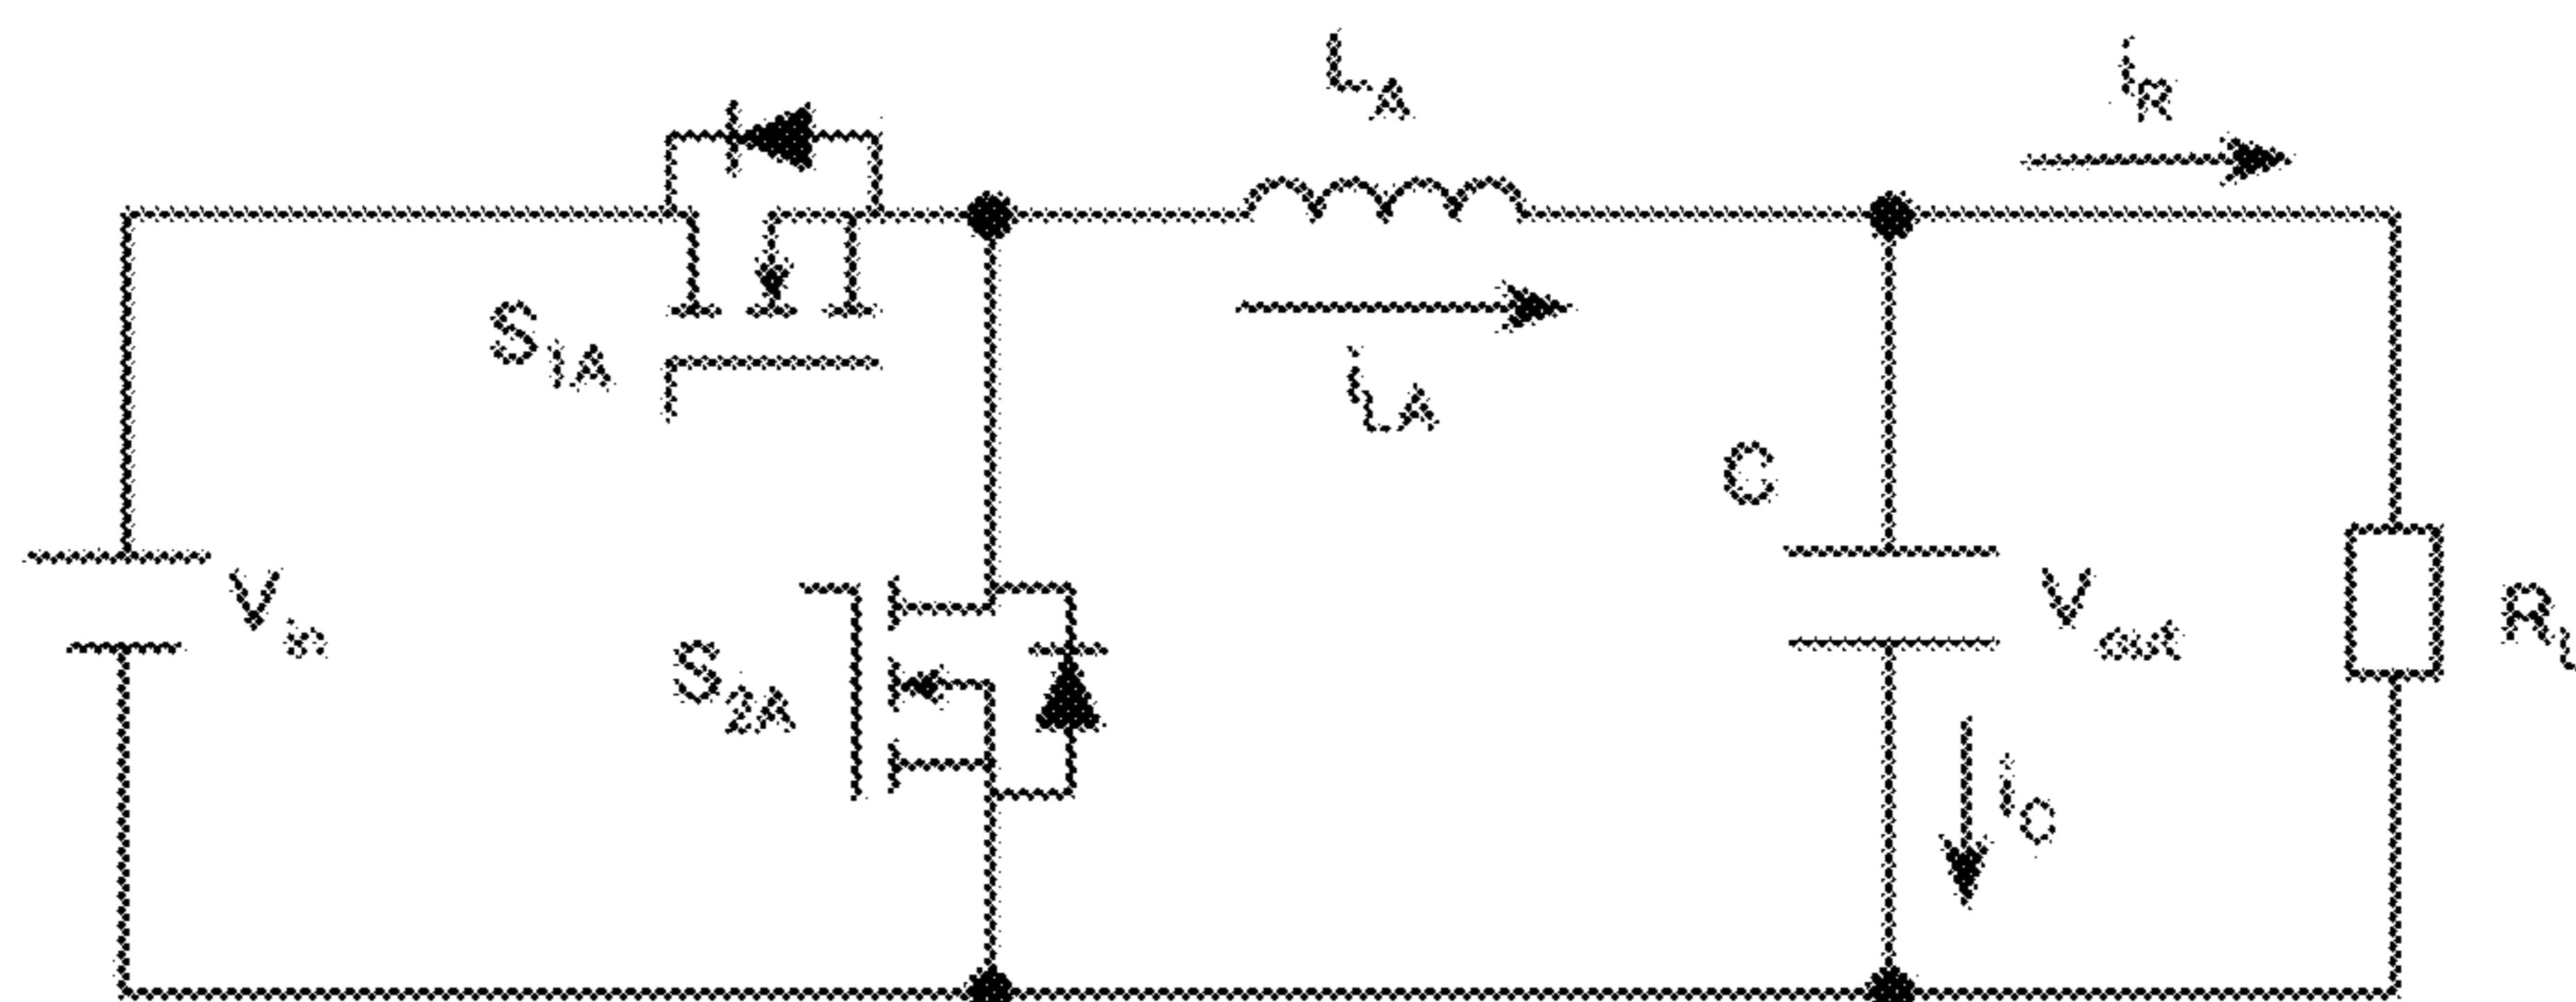 L_A
i_R
S_1A
i_LA
C
V_in
V_out
R_L
S_2A
i_C